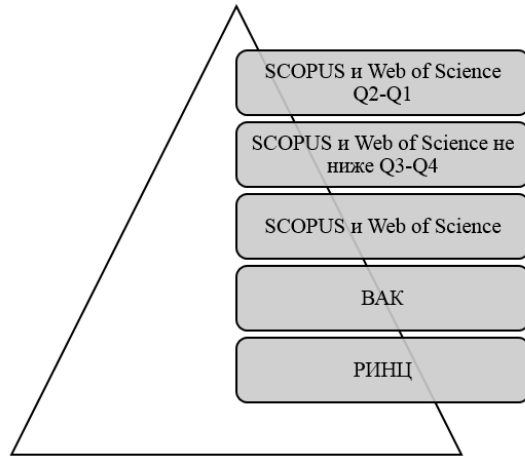 SCOPUS и Web of Science
Q2-Q1
SCOPUS и Web of Science не
ниже Q3-Q4
SCOPUS и Web of Science
ВАК
РИНЦ